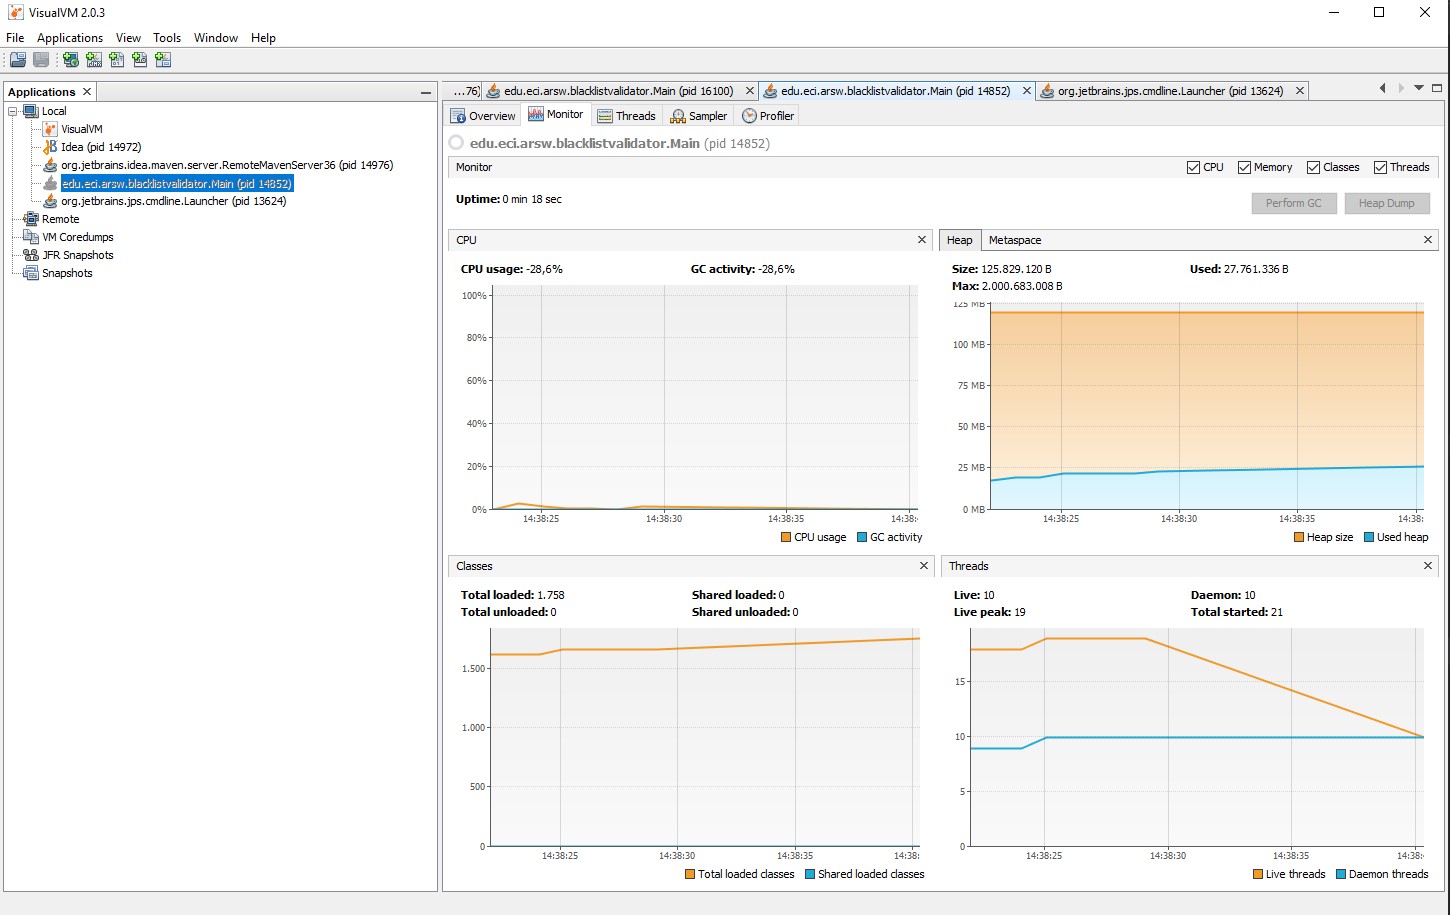 VisualVM 2.0.3
File Applications View Tools Window Help
Applications
Local
VisualVM
Idea (pid 14972)
org.jetbrains.idea.maven.server.RemoteMavenServer36 (pid 14976)
edu.eci.arsw.blacklistvalidator.Main (pid 14852)
org.jetbrains.jps.cmdline.Launcher (pid 13624)
Remote
VM Coredumps
JFR Snapshots
Snapshots
...76) edu.eci.arsw.blacklistvalidator.Main (pid 16100) edu.eci.arsw.blacklistvalidator.Main (pid 14852) org.jetbrains.jps.cmdline.Launcher (pid 13624)
Overview Monitor Threads Sampler Profiler
edu.eci.arsw.blacklistvalidator.Main (pid 14852)
Monitor CPU Memory Classes Threads
Uptime: 0 min 18 sec Perform GC Heap Dump
CPU
CPU usage: -28,6% GC activity: -28,6%
100%
80%
60%
40%
20%
0%
14:38:25 14:38:30 14:38:35 14:38:
CPU usage GC activity
Heap Metaspace
Size: 125.829.120 B Used: 27.761.336 B
Max: 2.000.683.008 B
125 MB
100 MB
75 MB
50 MB
25 MB
0 MB
14:38:25 14:38:30 14:38:35 14:38:
Heap size Used heap
Classes
Total loaded: 1.758 Shared loaded: 0
Total unloaded: 0 Shared unloaded: 0
1.500
1.000
500
0
14:38:25 14:38:30 14:38:35 14:38:
Total loaded classes Shared loaded classes
Threads
Live: 10 Daemon: 10
Live peak: 19 Total started: 21
15
10
5
0
14:38:25 14:38:30 14:38:35 14:38:
Live threads Daemon threads